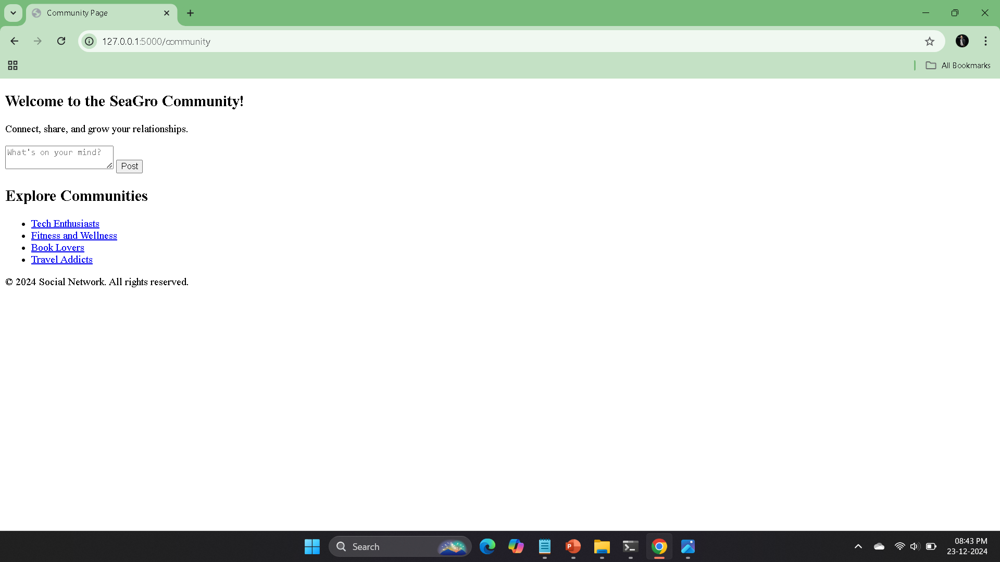 Community Page
127.0.0.1:5000/community
All Bookmarks
Welcome to the SeaGro Community!
Connect, share, and grow your relationships.
What's on your mind?
Post
Explore Communities
Tech Enthusiasts
Fitness and Wellness
Book Lovers
Travel Addicts
© 2024 Social Network. All rights reserved.
Search
P
08:43 PM
23-12-2024